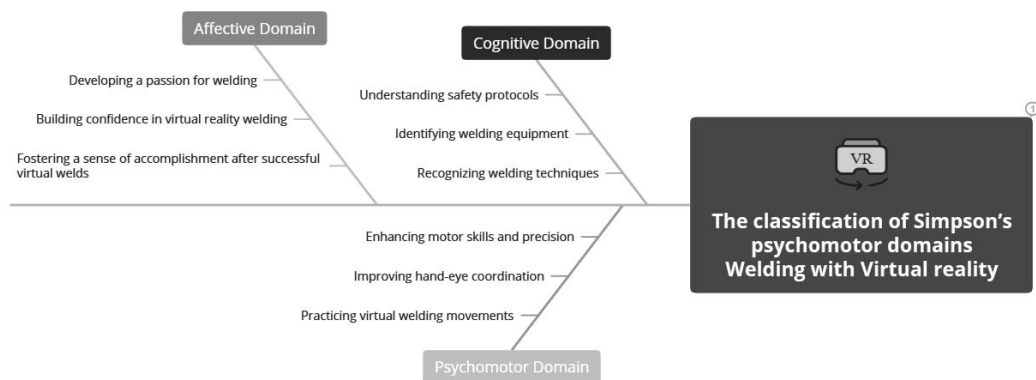 Affective Domain
Developing a passion for welding
Building confidence in virtual reality welding
Fostering a sense of accomplishment after successful
virtual welds
Cognitive Domain
Understanding safety protocols
Identifying welding equipment
Recognizing welding techniques
1
VR
The classification of Simpson’s
psychomotor domains
Welding with Virtual reality
Enhancing motor skills and precision
Improving hand-eye coordination
Practicing virtual welding movements
Psychomotor Domain